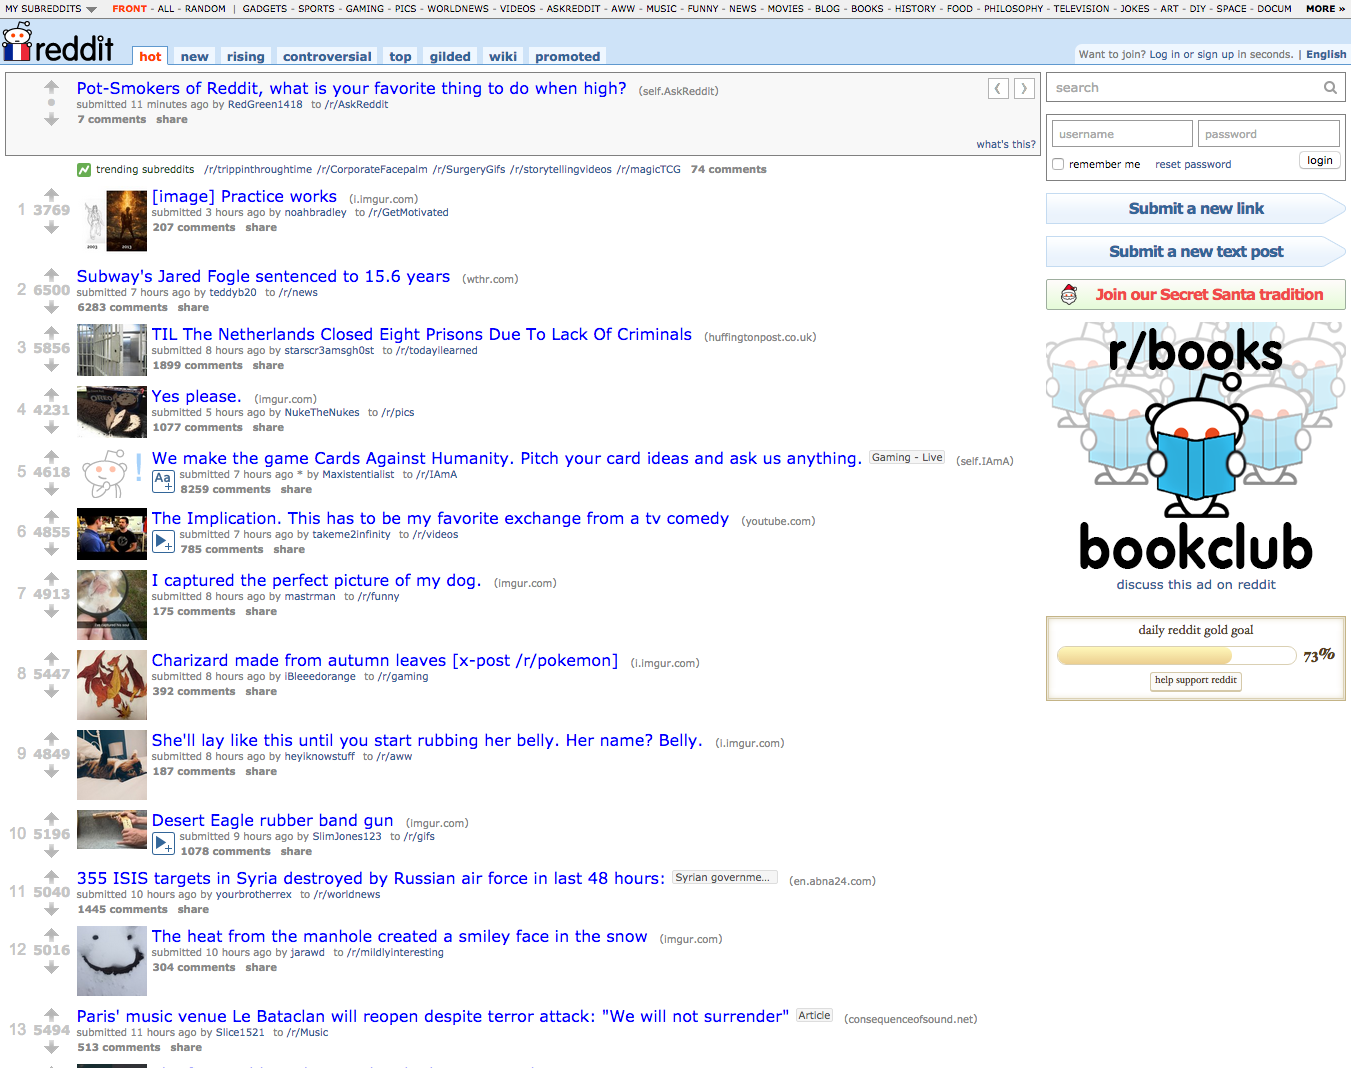 MY SUBREDDITS FRONT - ALL - RANDOM | GADGETS - SPORTS - GAMING - PICS - WORLDNEWS - VIDEOS - ASKREDDIT - AWW - MUSIC - FUNNY - NEWS - MOVIES - BLOG - BOOKS - HISTORY - FOOD - PHILOSOPHY - TELEVISION - JOKES - ART - DIY - SPACE - DOCUM MORE »
reddit hot new rising controversial top gilded wiki promoted
Want to join? Log in or sign up in seconds. | English
Pot-Smokers of Reddit, what is your favorite thing to do when high? (self.AskReddit)
submitted 11 minutes ago by RedGreen1418 to /r/AskReddit
7 comments share
what's this?
trending subreddits /r/trippinthroughtime /r/CorporateFacepalm /r/SurgeryGifs /r/storytellingvideos /r/magicTCG 74 comments
1 3769 [image] Practice works (i.imgur.com)
submitted 3 hours ago by noahbradley to /r/GetMotivated
207 comments share
2003 2013
2 6500 Subway's Jared Fogle sentenced to 15.6 years (wthr.com)
submitted 7 hours ago by teddyb20 to /r/news
6283 comments share
3 5856 TIL The Netherlands Closed Eight Prisons Due To Lack Of Criminals (huffingtonpost.co.uk)
submitted 8 hours ago by starscr3amsgh0st to /r/todayilearned
1899 comments share
4 4231 Yes please. (imgur.com)
submitted 5 hours ago by NukeTheNukes to /r/pics
1077 comments share
OREO
5 4618 We make the game Cards Against Humanity. Pitch your card ideas and ask us anything. Gaming - Live (self.IAmA)
Aa+ submitted 7 hours ago * by Maxistentialist to /r/IAmA
8259 comments share
6 4855 The Implication. This has to be my favorite exchange from a tv comedy (youtube.com)
submitted 7 hours ago by takeme2infinity to /r/videos
785 comments share
7 4913 I captured the perfect picture of my dog. (imgur.com)
submitted 8 hours ago by mastrman to /r/funny
175 comments share
8 5447 Charizard made from autumn leaves [x-post /r/pokemon] (i.imgur.com)
submitted 8 hours ago by iBleeedorange to /r/gaming
392 comments share
9 4849 She'll lay like this until you start rubbing her belly. Her name? Belly. (i.imgur.com)
submitted 8 hours ago by heyiknowstuff to /r/aww
187 comments share
10 5196 Desert Eagle rubber band gun (imgur.com)
submitted 9 hours ago by SlimJones123 to /r/gifs
1078 comments share
11 5040 355 ISIS targets in Syria destroyed by Russian air force in last 48 hours: Syrian governme... (en.abna24.com)
submitted 10 hours ago by yourbrotherrex to /r/worldnews
1445 comments share
12 5016 The heat from the manhole created a smiley face in the snow (imgur.com)
submitted 10 hours ago by jarawd to /r/mildlyinteresting
304 comments share
13 5494 Paris' music venue Le Bataclan will reopen despite terror attack: "We will not surrender" Article (consequenceofsound.net)
submitted 11 hours ago by Slice1521 to /r/Music
513 comments share
search
username password
remember me reset password login
Submit a new link
Submit a new text post
Join our Secret Santa tradition
r/books
bookclub
discuss this ad on reddit
daily reddit gold goal
73%
help support reddit